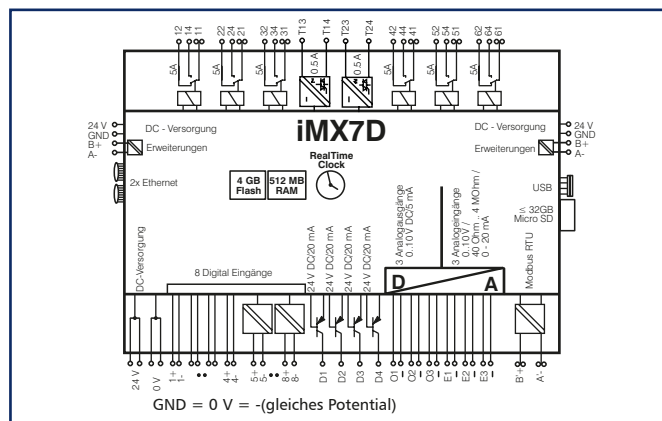 12 14 11 22 24 21 32 34 31 T13 T14 T23 T24 42 44 41 52 54 51 62 64 61
5A 5A 5A 0.5 A 0.5 A 5A 5A 5A
24 V
GND
B+
A-
DC - Versorgung
Erweiterungen
2x Ethernet
iMX7D
RealTime
Clock
4 GB
Flash
512 MB
RAM
DC - Versorgung
Erweiterungen
24 V
GND
B+
A-
USB
≤ 32GB
Micro SD
DC-Versorgung
8 Digital Eingänge
24 V DC/20 mA
24 V DC/20 mA
24 V DC/20 mA
24 V DC/20 mA
3 Analogausgänge
0..10 V DC/5 mA
3 Analogeingänge
0..10 V /
40 Ohm... 4 MOhm /
0 - 20 mA
D A
Modbus RTU
24 V 0 V 1+ 1- •• 4+ 4- 5+ 5- •• 8+ 8- D1 D2 D3 D4 O1 – O2 – O3 – E1 – E2 – E3 – B'+ A'-
GND = 0 V = -(gleiches Potential)